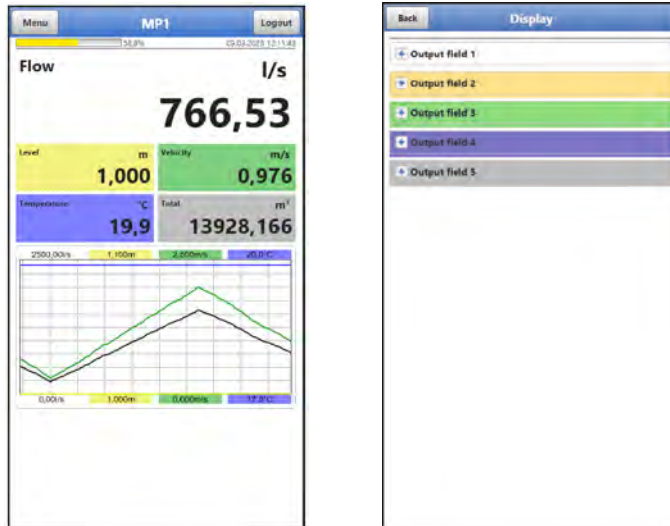 Menu MP1 Logout
58,8% 09.03.2023 12:11:43
Flow l/s
766,53
Level m Velocity m/s
1,000 0,976
Temperature °C Total m³
19,9 13928,166
2500,00l/s 1,100m 2,000m/s 20,0°C
0,00l/s 1,000m 0,000m/s 17,0°C
Back Display
Output field 1
Output field 2
Output field 3
Output field 4
Output field 5